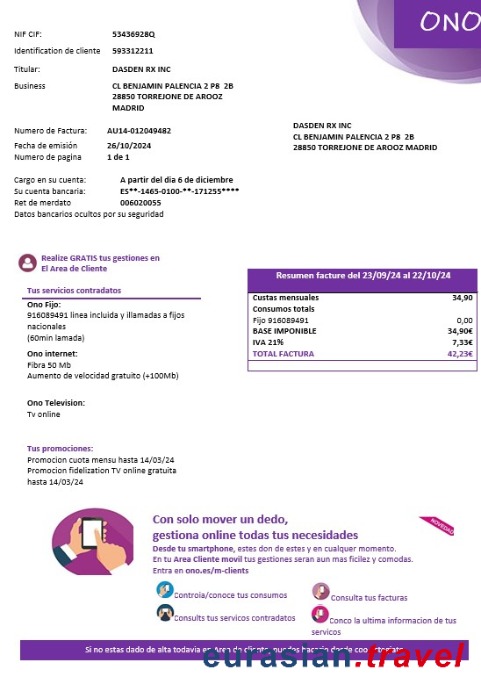 ONO
NIF CIF: 53436928Q
Identification de cliente 593312211
Titular: DASDEN RX INC
Business CL BENJAMIN PALENCIA 2 P8 2B
28850 TORREJONE DE AROOZ
MADRID
DASDEN RX INC
CL BENJAMIN PALENCIA 2 P8 2B
28850 TORREJONE DE AROOZ MADRID
Numero de Factura: AU14-012049482
Fecha de emisión 26/10/2024
Numero de pagina 1 de 1
Cargo en su cuenta: A partir del dia 6 de diciembre
Su cuenta bancaria: ES**-1465-0100-**-171255****
Ret de merdato 006020055
Datos bancarios ocultos por su seguridad
Realize GRATIS tus gestiones en
El Area de Cliente
Tus servicios contradatos
Ono Fijo:
916089491 linea incluida y illamadas a fijos
nacionales
(60min lamada)
Ono internet:
Fibra 50 Mb
Aumento de velocidad gratuito (+100Mb)
Ono Television:
Tv online
Tus promociones:
Promocion cuota mensu hasta 14/03/24
Promocion fidelization TV online gratuita
hasta 14/03/24
Resumen facture del 23/09/24 al 22/10/24
Custas mensuales 34,90
Consumos totals
Fijo 916089491 0,00
BASE IMPONIBLE 34,90€
IVA 21% 7,33€
TOTAL FACTURA 42,23€
Con solo mover un dedo,
gestiona online todas tus necesidades
NOVEDAD
Desde tu smartphone, estes don de estes y en cualquer momento.
En tu Area Cliente movil tus gestiones seran aun mas ficilez y comodas.
Entra en ono.es/m-clients
Controia/conoce tus consumos
Consulta tus facturas
Consults tus servicos contradatos
Conco la ultima informacion de tus
servicos
Si no estas dado de alta todavia en Area de cliente, puedes hacerlo desde
eurasian.travel